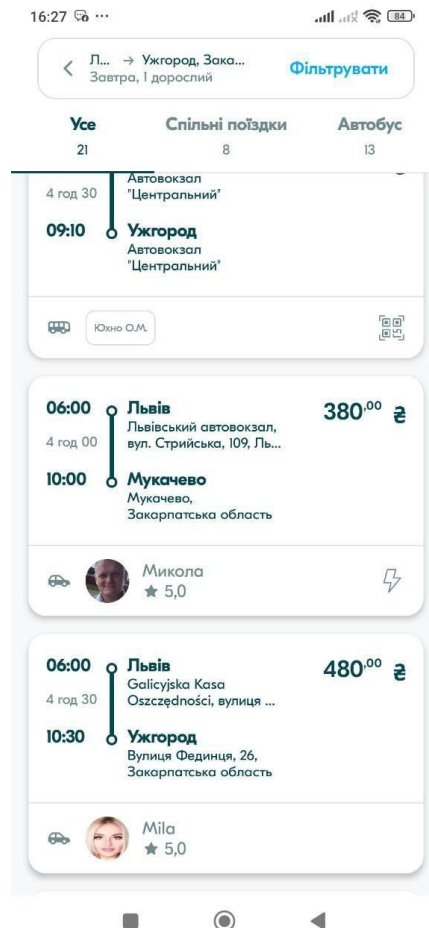 16:27
84
Л... → Ужгород, Зака...
Завтра, 1 дорослий
Фільтрувати
Усе
21
Спільні поїздки
8
Автобус
13
4 год 30
Автовокзал
"Центральний"
09:10
Ужгород
Автовокзал
"Центральний"
Юхно О.М.
06:00
Львів
380,00 ₴
Львівський автовокзал,
4 год 00
вул. Стрийська, 109, Ль...
10:00
Мукачево
Мукачево,
Закарпатська область
Микола
5,0
06:00
Львів
480,00 ₴
Galicyjska Kasa
4 год 30
Oszczędności, вулиця ...
10:30
Ужгород
Вулиця Фединця, 26,
Закарпатська область
Mila
5,0